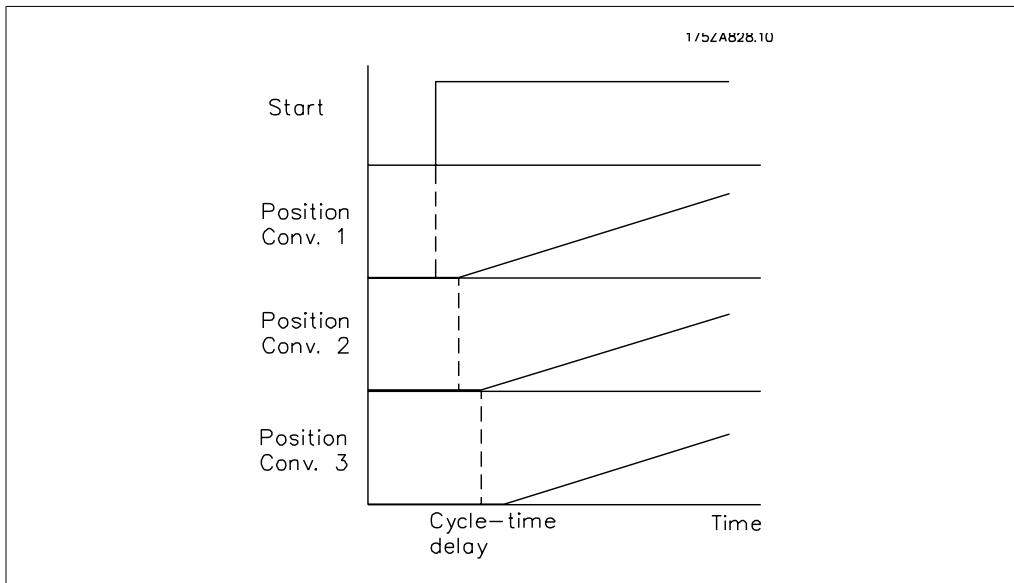 175ZA828.10
Start
Position
Conv. 1
Position
Conv. 2
Position
Conv. 3
Cycle-time
delay
Time